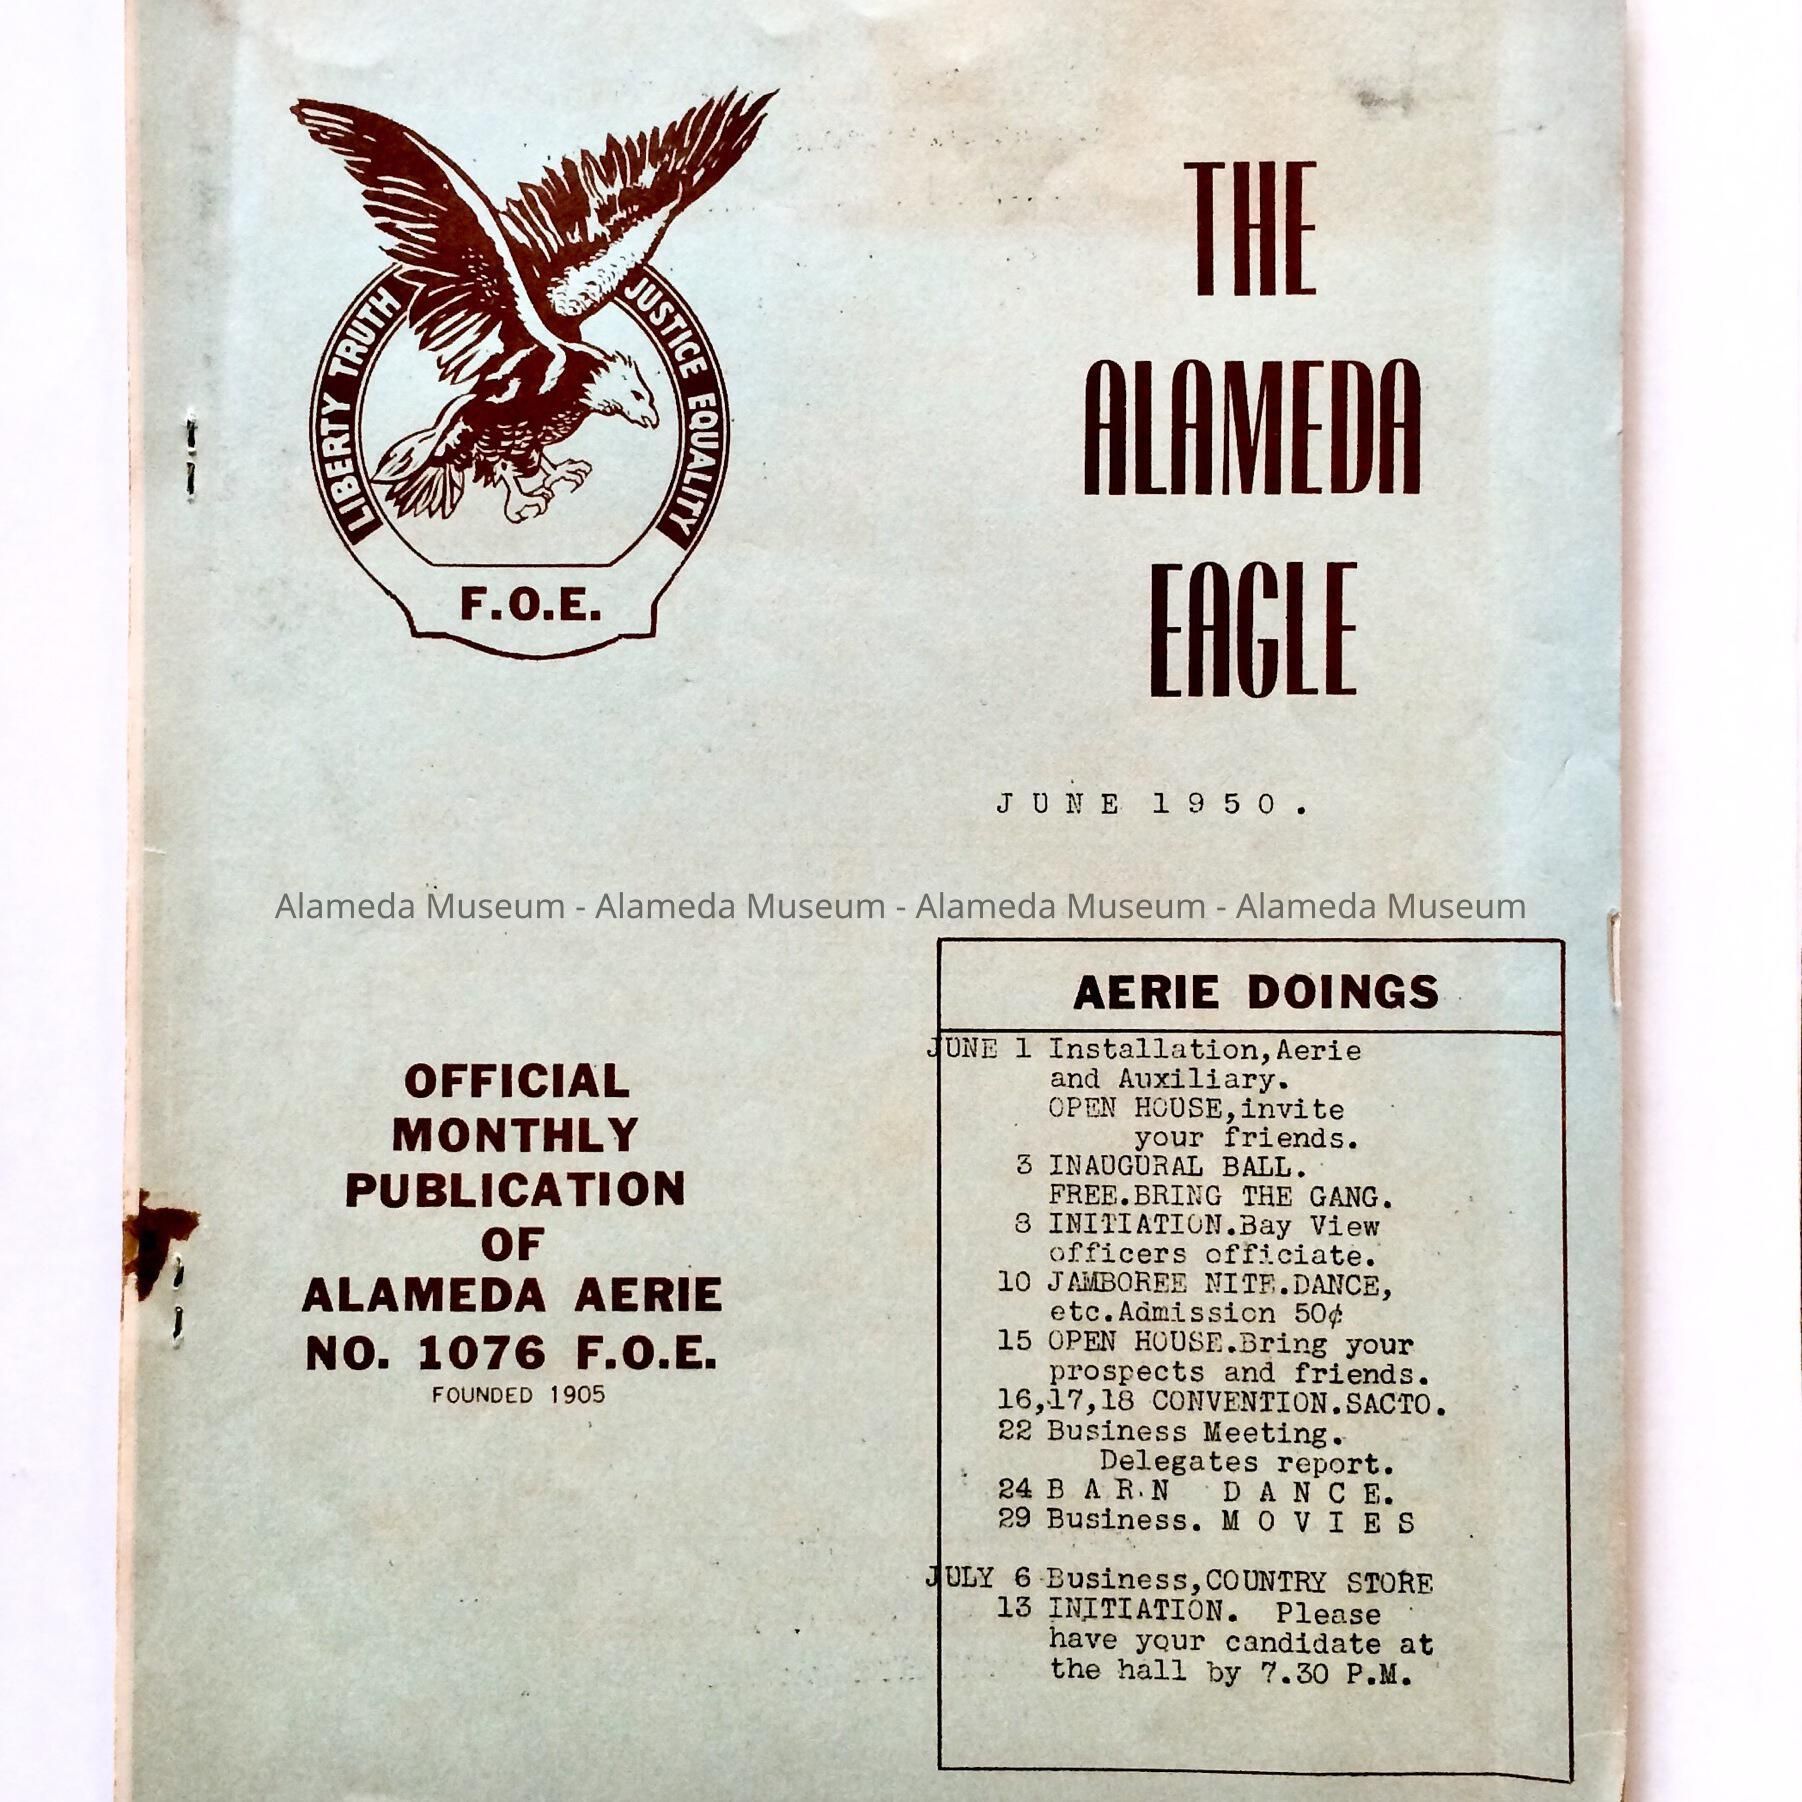 LIBERTY TRUTH
JUSTICE EQUALITY
F.O.E.
THE
ALAMEDA
EAGLE
JUNE 1950.
Alameda Museum - Alameda Museum - Alameda Museum - Alameda Museum
OFFICIAL
MONTHLY
PUBLICATION
OF
ALAMEDA AERIE
NO. 1076 F.O.E.
FOUNDED 1905
AERIE DOINGS
JUNE 1 Installation,Aerie
and Auxiliary.
OPEN HOUSE,invite
your friends.
3 INAUGURAL BALL.
FREE.BRING THE GANG.
8 INITIATION.Bay View
officers officiate.
10 JAMBOREE NITE.DANCE,
etc.Admission 50¢
15 OPEN HOUSE.Bring your
prospects and friends.
16,17,18 CONVENTION.SACTO.
22 Business Meeting.
Delegates report.
24 B A R N D A N C E.
29 Business. M O V I E S
JULY 6 Business,COUNTRY STORE
13 INITIATION. Please
have your candidate at
the hall by 7.30 P.M.